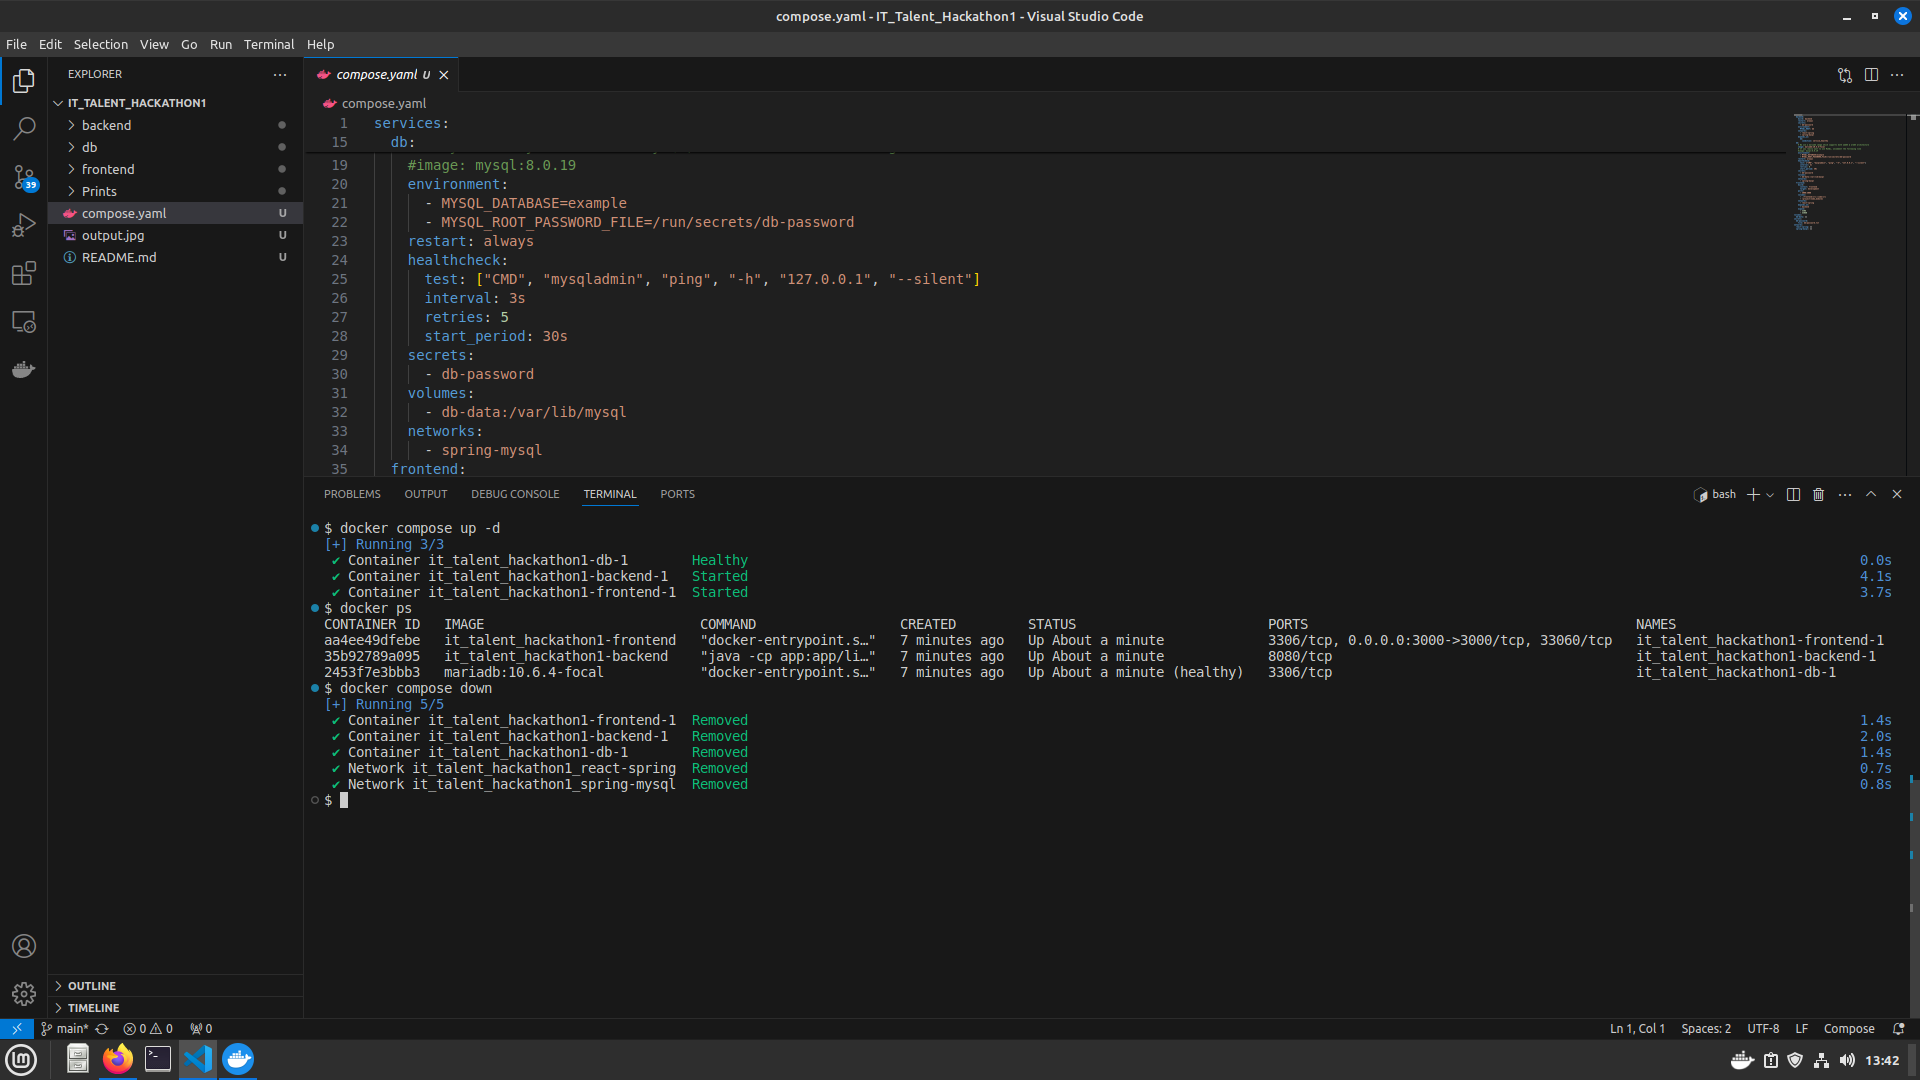 compose.yaml - IT_Talent_Hackathon1 - Visual Studio Code
File Edit Selection View Go Run Terminal Help
EXPLORER
IT_TALENT_HACKATHON1
backend
db
frontend
Prints
compose.yaml U
output.jpg U
README.md U
39
OUTLINE
TIMELINE
compose.yaml U
compose.yaml
1 services:
15 db:
19 #image: mysql:8.0.19
20 environment:
21 - MYSQL_DATABASE=example
22 - MYSQL_ROOT_PASSWORD_FILE=/run/secrets/db-password
23 restart: always
24 healthcheck:
25 test: ["CMD", "mysqladmin", "ping", "-h", "127.0.0.1", "--silent"]
26 interval: 3s
27 retries: 5
28 start_period: 30s
29 secrets:
30 - db-password
31 volumes:
32 - db-data:/var/lib/mysql
33 networks:
34 - spring-mysql
35 frontend:
PROBLEMS OUTPUT DEBUG CONSOLE TERMINAL PORTS
bash
$ docker compose up -d
[+] Running 3/3
✔ Container it_talent_hackathon1-db-1 Healthy 0.0s
✔ Container it_talent_hackathon1-backend-1 Started 4.1s
✔ Container it_talent_hackathon1-frontend-1 Started 3.7s
$ docker ps
CONTAINER ID IMAGE COMMAND CREATED STATUS PORTS NAMES
aa4ee49dfebe it_talent_hackathon1-frontend "docker-entrypoint.s…" 7 minutes ago Up About a minute 3306/tcp, 0.0.0.0:3000->3000/tcp, 33060/tcp it_talent_hackathon1-frontend-1
35b92789a095 it_talent_hackathon1-backend "java -cp app:app/li…" 7 minutes ago Up About a minute 8080/tcp it_talent_hackathon1-backend-1
2453f7e3bbb3 mariadb:10.6.4-focal "docker-entrypoint.s…" 7 minutes ago Up About a minute (healthy) 3306/tcp it_talent_hackathon1-db-1
$ docker compose down
[+] Running 5/5
✔ Container it_talent_hackathon1-frontend-1 Removed 1.4s
✔ Container it_talent_hackathon1-backend-1 Removed 2.0s
✔ Container it_talent_hackathon1-db-1 Removed 1.4s
✔ Network it_talent_hackathon1_react-spring Removed 0.7s
✔ Network it_talent_hackathon1_spring-mysql Removed 0.8s
$
main* 0 0 0 Ln 1, Col 1 Spaces: 2 UTF-8 LF Compose
13:42